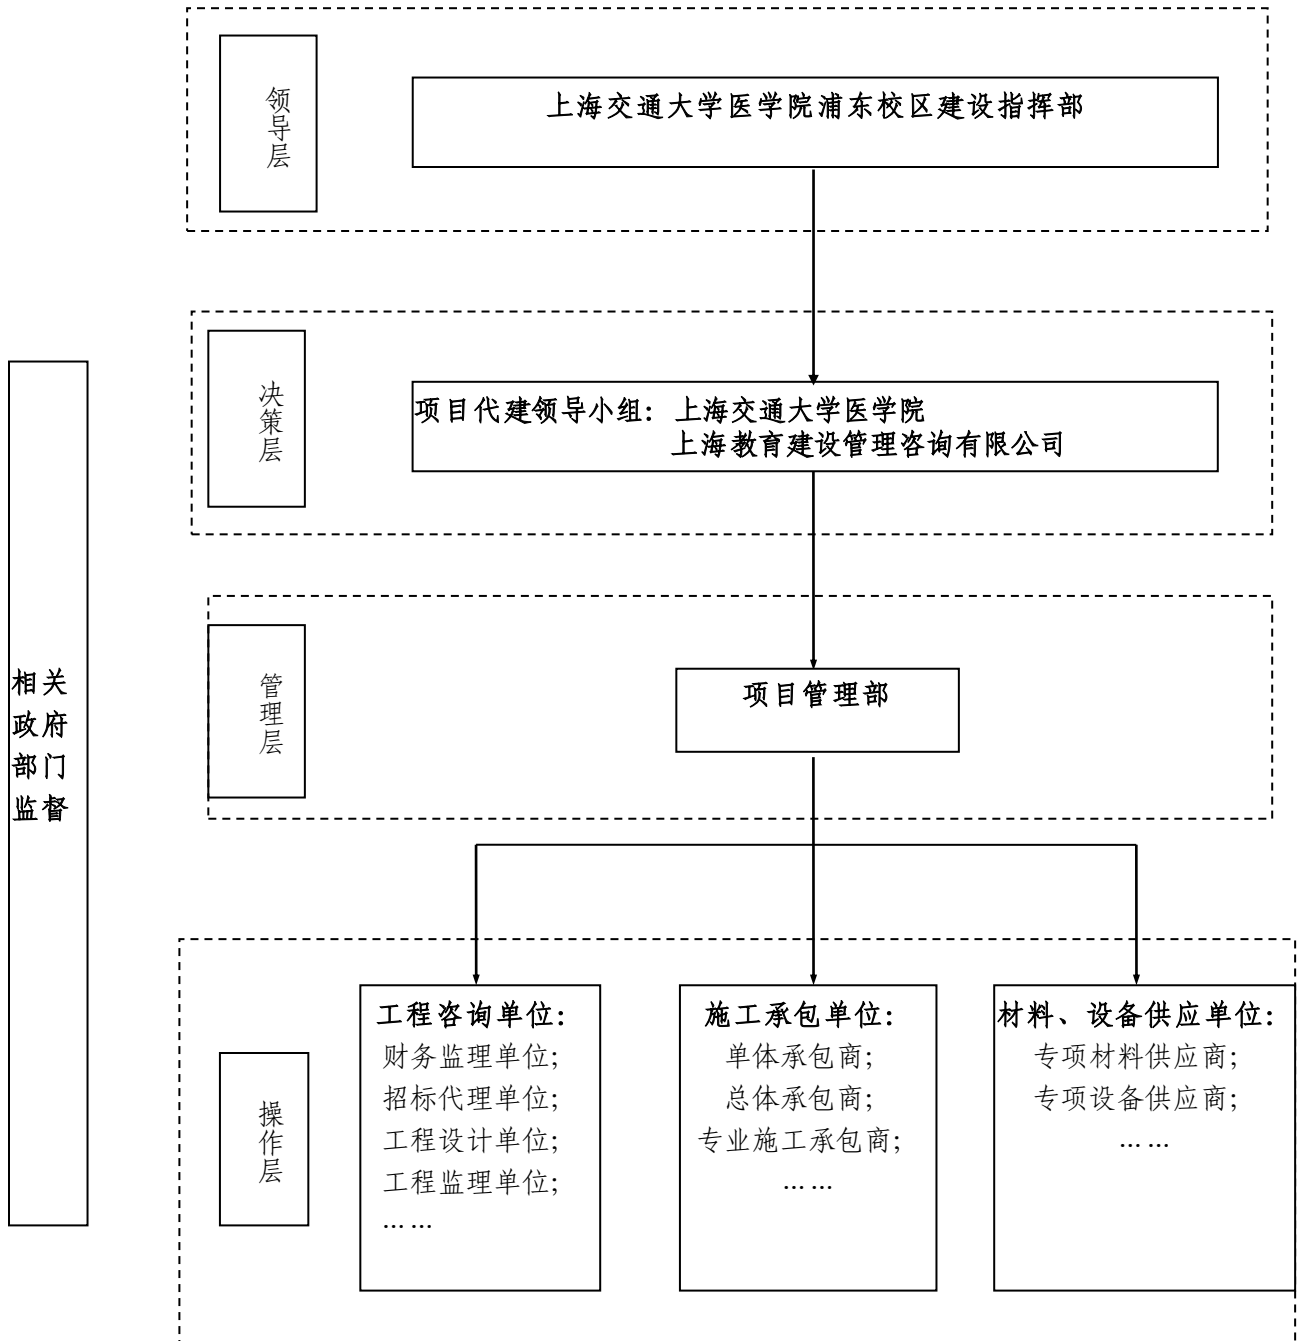 领导层
上海交通大学医学院浦东校区建设指挥部
决策层
项目代建领导小组：上海交通大学医学院
上海教育建设管理咨询有限公司
相关
政府
部门
监督
管理层
项目管理部
操作层
工程咨询单位：
财务监理单位；
招标代理单位；
工程设计单位；
工程监理单位；
... ...
施工承包单位：
单体承包商；
总体承包商；
专业施工承包商；
... ...
材料、设备供应单位：
专项材料供应商；
专项设备供应商；
... ...